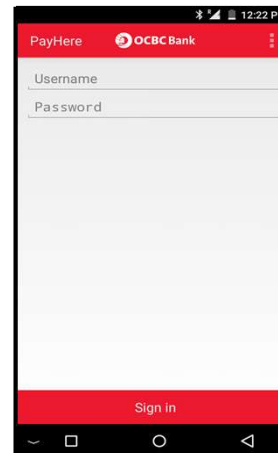 12:22 P
PayHere OCBC Bank
Username
Password
Sign in